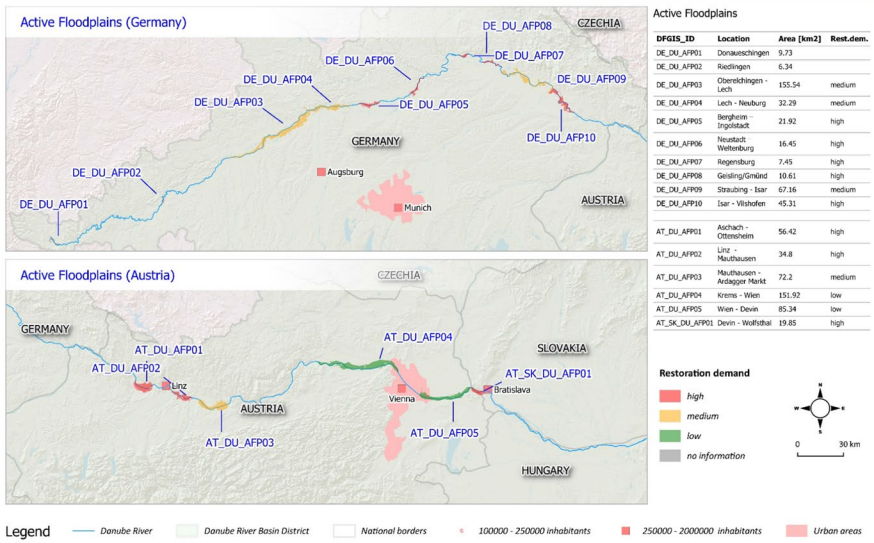 Active Floodplains (Germany)
CZECHIA
DE_DU_AFP08
DE_DU_AFP07
DE_DU_AFP06
DE_DU_AFP04
DE_DU_AFP09
DE_DU_AFP03
DE_DU_AFP05
DE_DU_AFP10
GERMANY
DE_DU_AFP02
Augsburg
AUSTRIA
DE_DU_AFP01
Munich
Active Floodplains (Austria)
CZECHIA
GERMANY
AT_DU_AFP04
SLOVAKIA
AT_DU_AFP01
AT_DU_AFP02
AT_SK_DU_AFP01
Linz
Bratislava
Vienna
AUSTRIA
AT_DU_AFP03
AT_DU_AFP05
HUNGARY
Active Floodplains
DFGIS_ID Location Area [km2] Rest.dem.
DE_DU_AFP01 Donaueschingen 9.73
DE_DU_AFP02 Riedlingen 6.34
DE_DU_AFP03 Oberelchingen - Lech 155.54 medium
DE_DU_AFP04 Lech - Neuburg 32.29 medium
DE_DU_AFP05 Bergheim - Ingolstadt 21.92 high
DE_DU_AFP06 Neustadt - Weltenburg 16.45 high
DE_DU_AFP07 Regensburg 7.45 high
DE_DU_AFP08 Geisling/Gmünd 10.61 high
DE_DU_AFP09 Straubing - Isar 67.16 medium
DE_DU_AFP10 Isar - Vilshofen 45.31 high
AT_DU_AFP01 Aschach - Ottensheim 56.42 high
AT_DU_AFP02 Linz - Mauthausen 34.8 high
AT_DU_AFP03 Mauthausen - Ardagger Markt 72.2 medium
AT_DU_AFP04 Krems - Wien 151.92 low
AT_DU_AFP05 Wien - Devin 85.34 low
AT_SK_DU_AFP01 Devin - Wolfsthal 19.85 high
Restoration demand
high
medium
low
no information
N
W E
S
0 30 km
Legend Danube River Danube River Basin District National borders 100000 - 250000 inhabitants 250000 - 2000000 inhabitants Urban areas